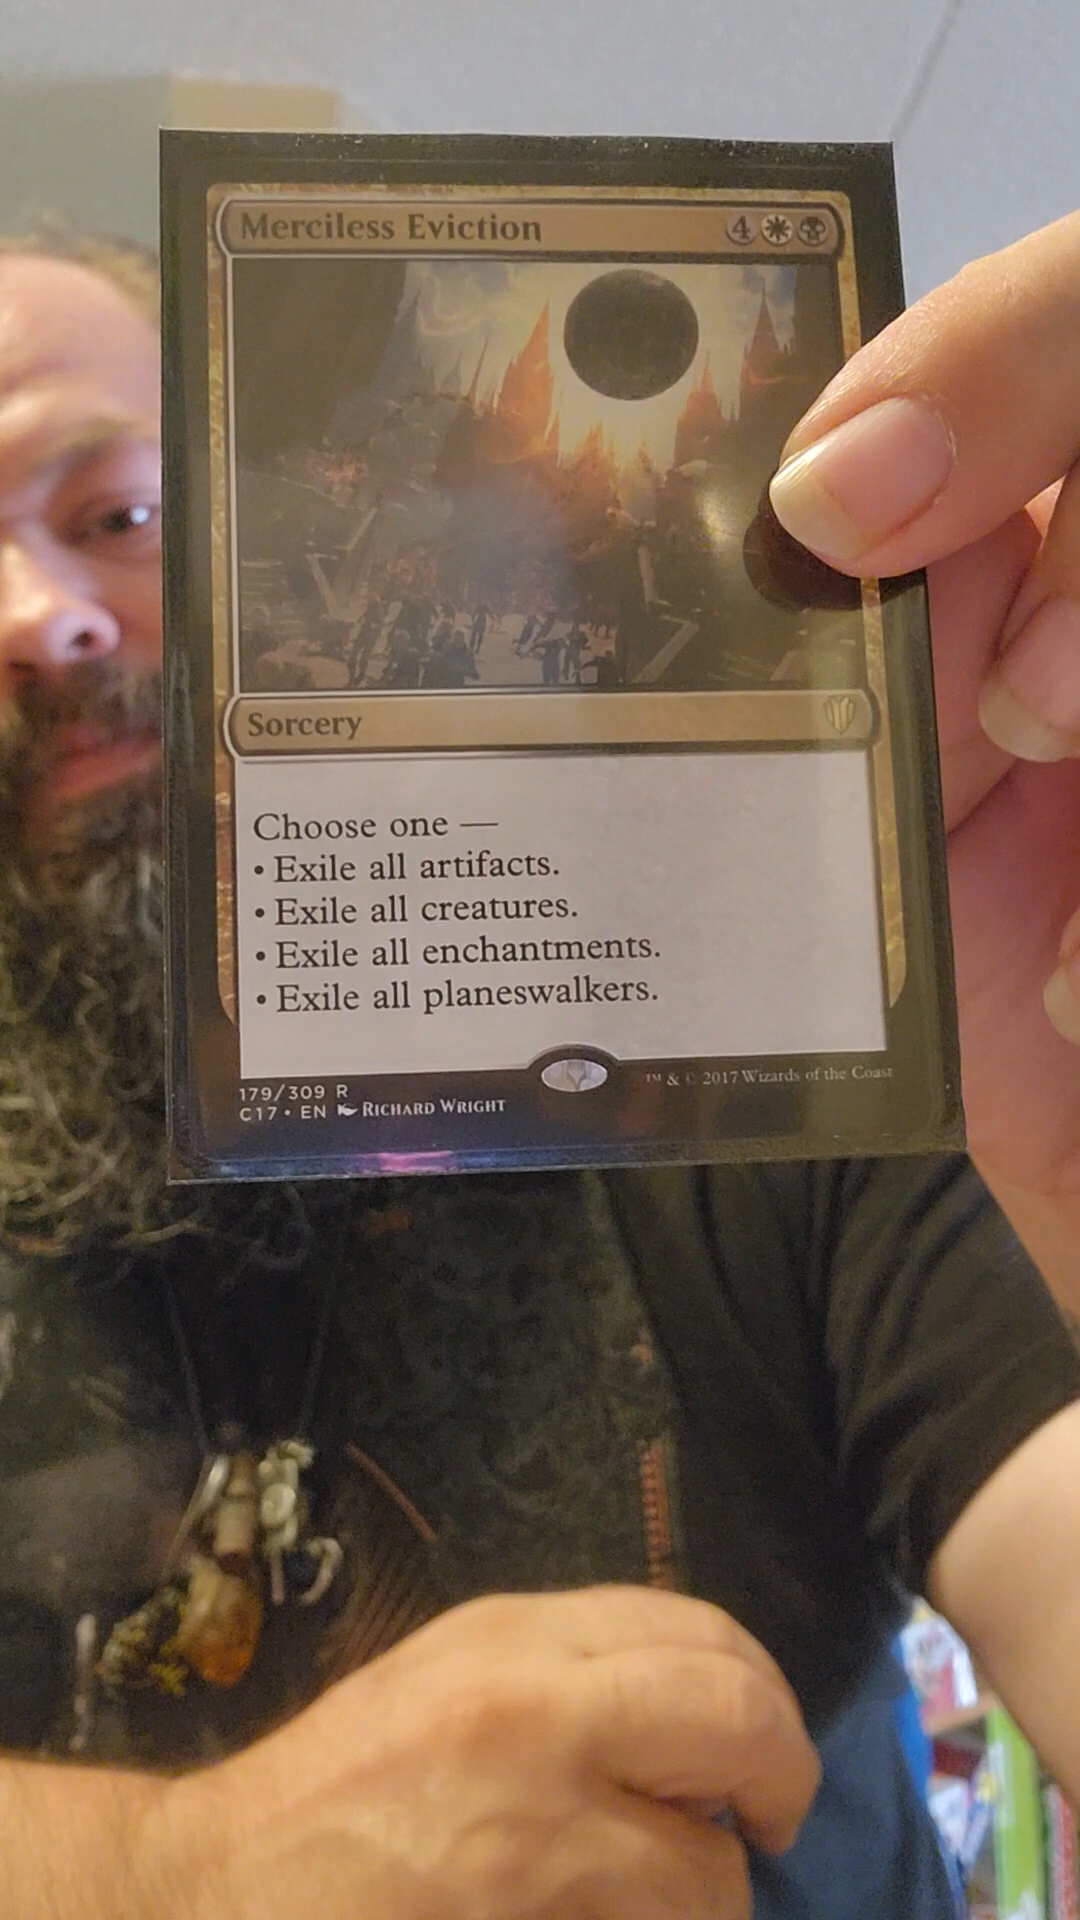 Merciless Eviction 4
Sorcery
Choose one —
• Exile all artifacts.
• Exile all creatures.
• Exile all enchantments.
• Exile all planeswalkers.
179/309 R
C17 • EN Richard Wright
™ & © 2017 Wizards of the Coast